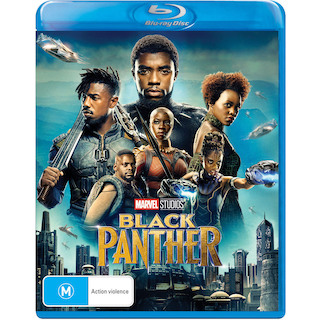 Blu-ray Disc
MARVEL STUDIOS
BLACK
PANTHER
M
Action violence